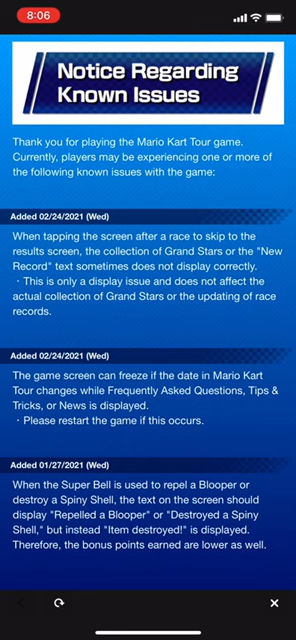 8:06
Notice Regarding
Known Issues
Thank you for playing the Mario Kart Tour game.
Currently, players may be experiencing one or more of
the following known issues with the game:
Added 02/24/2021 (Wed)
When tapping the screen after a race to skip to the
results screen, the collection of Grand Stars or the "New
Record" text sometimes does not display correctly.
・This is only a display issue and does not affect the
actual collection of Grand Stars or the updating of race
records.
Added 02/24/2021 (Wed)
The game screen can freeze if the date in Mario Kart
Tour changes while Frequently Asked Questions, Tips &
Tricks, or News is displayed.
・Please restart the game if this occurs.
Added 01/27/2021 (Wed)
When the Super Bell is used to repel a Blooper or
destroy a Spiny Shell, the text on the screen should
display "Repelled a Blooper" or "Destroyed a Spiny
Shell," but instead "Item destroyed!" is displayed.
Therefore, the bonus points earned are lower as well.